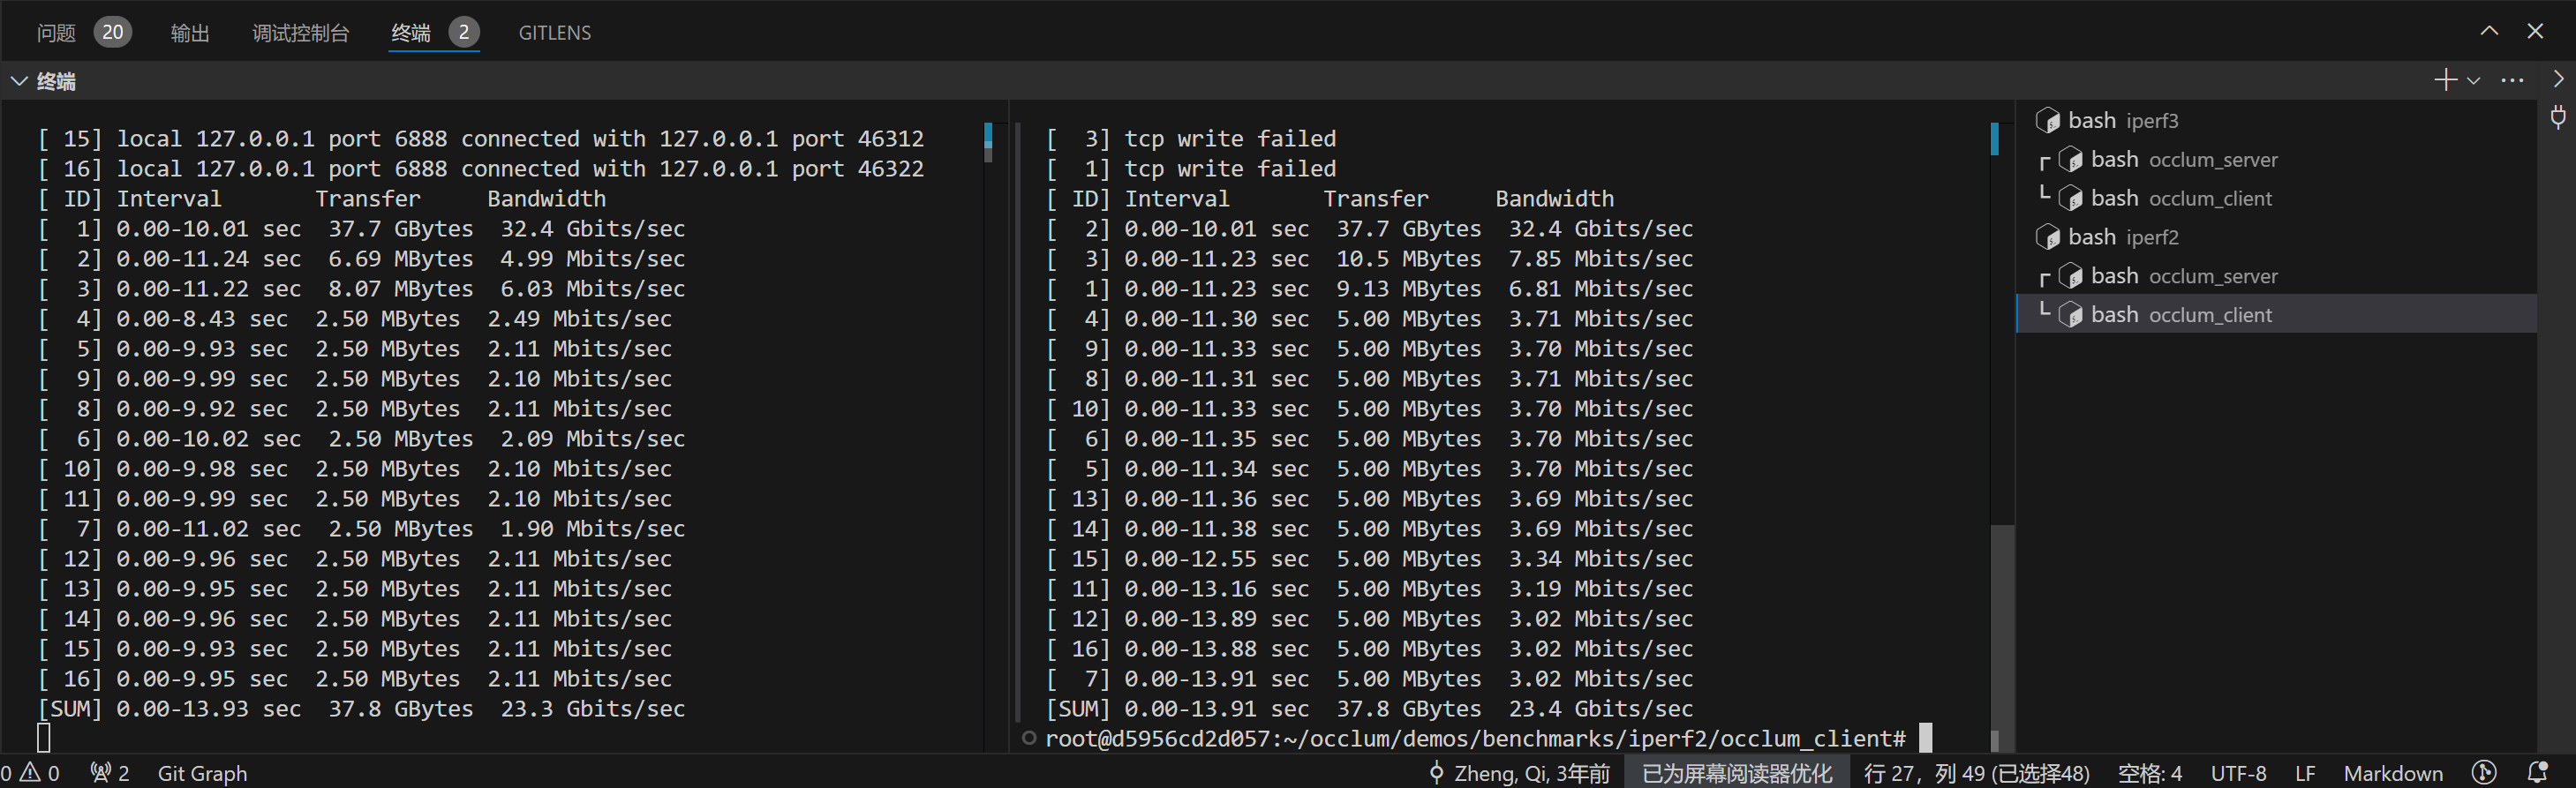 问题 20 输出 调试控制台 终端 2 GITLENS
终端
[ 15] local 127.0.0.1 port 6888 connected with 127.0.0.1 port 46312
[ 16] local 127.0.0.1 port 6888 connected with 127.0.0.1 port 46322
[ ID] Interval       Transfer     Bandwidth
[  1] 0.00-10.01 sec  37.7 GBytes  32.4 Gbits/sec
[  2] 0.00-11.24 sec  6.69 MBytes  4.99 Mbits/sec
[  3] 0.00-11.22 sec  8.07 MBytes  6.03 Mbits/sec
[  4] 0.00-8.43 sec  2.50 MBytes  2.49 Mbits/sec
[  5] 0.00-9.93 sec  2.50 MBytes  2.11 Mbits/sec
[  9] 0.00-9.99 sec  2.50 MBytes  2.10 Mbits/sec
[  8] 0.00-9.92 sec  2.50 MBytes  2.11 Mbits/sec
[  6] 0.00-10.02 sec  2.50 MBytes  2.09 Mbits/sec
[ 10] 0.00-9.98 sec  2.50 MBytes  2.10 Mbits/sec
[ 11] 0.00-9.99 sec  2.50 MBytes  2.10 Mbits/sec
[  7] 0.00-11.02 sec  2.50 MBytes  1.90 Mbits/sec
[ 12] 0.00-9.96 sec  2.50 MBytes  2.11 Mbits/sec
[ 13] 0.00-9.95 sec  2.50 MBytes  2.11 Mbits/sec
[ 14] 0.00-9.96 sec  2.50 MBytes  2.11 Mbits/sec
[ 15] 0.00-9.93 sec  2.50 MBytes  2.11 Mbits/sec
[ 16] 0.00-9.95 sec  2.50 MBytes  2.11 Mbits/sec
[SUM] 0.00-13.93 sec  37.8 GBytes  23.3 Gbits/sec
[  3] tcp write failed
[  1] tcp write failed
[ ID] Interval       Transfer     Bandwidth
[  2] 0.00-10.01 sec  37.7 GBytes  32.4 Gbits/sec
[  3] 0.00-11.23 sec  10.5 MBytes  7.85 Mbits/sec
[  1] 0.00-11.23 sec  9.13 MBytes  6.81 Mbits/sec
[  4] 0.00-11.30 sec  5.00 MBytes  3.71 Mbits/sec
[  9] 0.00-11.33 sec  5.00 MBytes  3.70 Mbits/sec
[  8] 0.00-11.31 sec  5.00 MBytes  3.71 Mbits/sec
[ 10] 0.00-11.33 sec  5.00 MBytes  3.70 Mbits/sec
[  6] 0.00-11.35 sec  5.00 MBytes  3.70 Mbits/sec
[  5] 0.00-11.34 sec  5.00 MBytes  3.70 Mbits/sec
[ 13] 0.00-11.36 sec  5.00 MBytes  3.69 Mbits/sec
[ 14] 0.00-11.38 sec  5.00 MBytes  3.69 Mbits/sec
[ 15] 0.00-12.55 sec  5.00 MBytes  3.34 Mbits/sec
[ 11] 0.00-13.16 sec  5.00 MBytes  3.19 Mbits/sec
[ 12] 0.00-13.89 sec  5.00 MBytes  3.02 Mbits/sec
[ 16] 0.00-13.88 sec  5.00 MBytes  3.02 Mbits/sec
[  7] 0.00-13.91 sec  5.00 MBytes  3.02 Mbits/sec
[SUM] 0.00-13.91 sec  37.8 GBytes  23.4 Gbits/sec
root@d5956cd2d057:~/occlum/demos/benchmarks/iperf2/occlum_client#
bash iperf3
┌ bash occlum_server
└ bash occlum_client
bash iperf2
┌ bash occlum_server
└ bash occlum_client
0 0 2 Git Graph Zheng, Qi, 3年前 已为屏幕阅读器优化 行 27，列 49 (已选择48) 空格: 4 UTF-8 LF Markdown